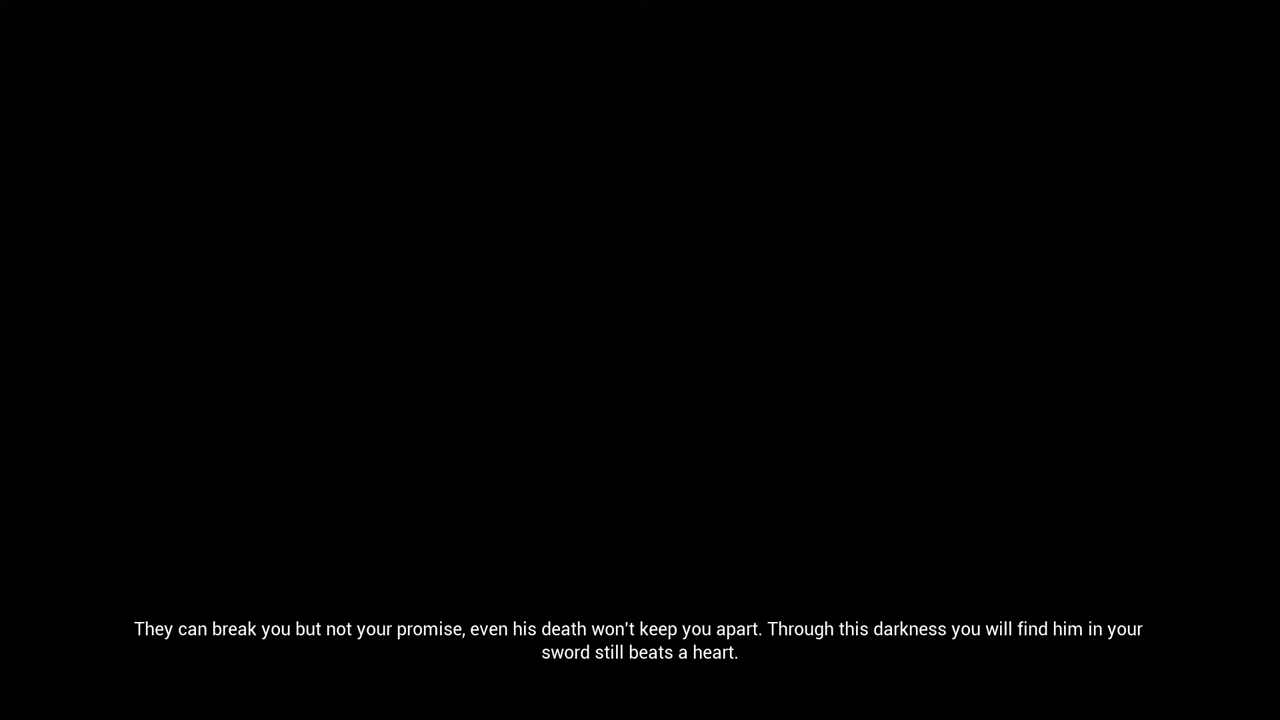 They can break you but not your promise, even his death won't keep you apart. Through this darkness you will find him in your
sword still beats a heart.